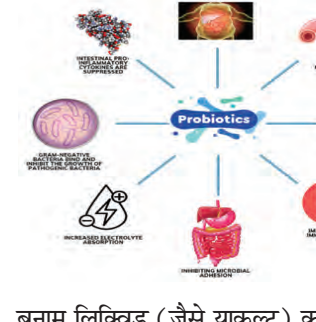 INTESTINAL PRO-
INFLAMMATORY
CYTOKINES ARE
SUPPRESSED
Probiotics
GRAM-NEGATIVE
BACTERIA BIND AND
INHIBIT THE GROWTH OF
PATHOGENIC BACTERIA
INCREASED ELECTROLYTE
ABSORPTION
INHIBITING MICROBIAL
ADHESION
बनाम लिक्विड (जैसे याकुल्ट)